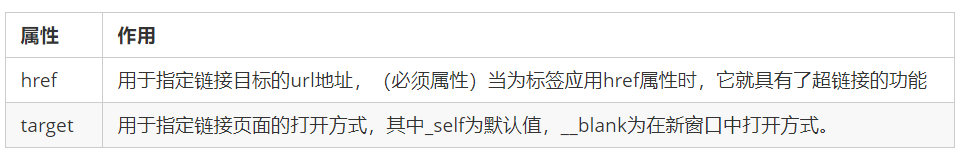 属性 作用
href 用于指定链接目标的url地址，（必须属性）当为标签应用href属性时，它就具有了超链接的功能
target 用于指定链接页面的打开方式，其中_self为默认值，__blank为在新窗口中打开方式。